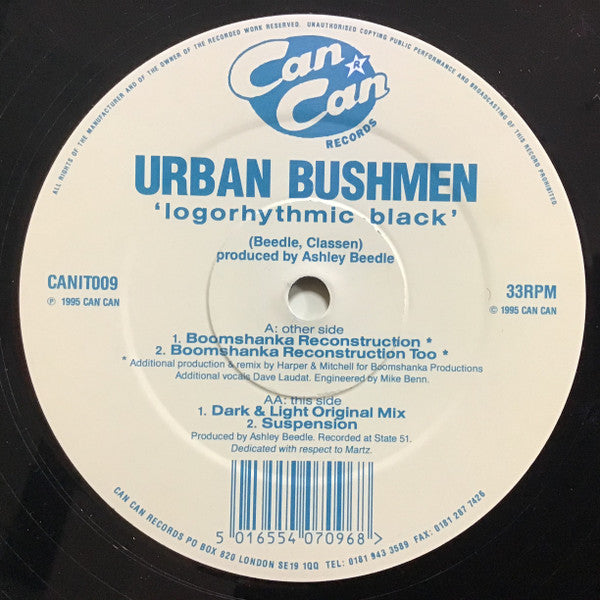 ALL RIGHTS OF THE MANUFACTURER AND OF THE OWNER OF THE RECORDED WORK RESERVED. UNAUTHORISED COPYING PUBLIC PERFORMANCE AND BROADCASTING OF THIS RECORD PROHIBITED.
Can
R
Can
RECORDS
URBAN BUSHMEN
'logorhythmic black'
(Beedle, Classen)
produced by Ashley Beedle
CANIT009
33RPM
℗ 1995 CAN CAN
© 1995 CAN CAN
A: other side
1. Boomshanka Reconstruction *
2. Boomshanka Reconstruction Too *
* Additional production & remix by Harper & Mitchell for Boomshanka Productions
Additional vocals Dave Laudat. Engineered by Mike Benn.
AA: this side
1. Dark & Light Original Mix
2. Suspension
Produced by Ashley Beedle. Recorded at State 51.
Dedicated with respect to Martz.
5 016554 070968 >
CAN CAN RECORDS PO BOX 820 LONDON SE19 1QQ TEL: 0181 943 3589 FAX: 0181 287 7426